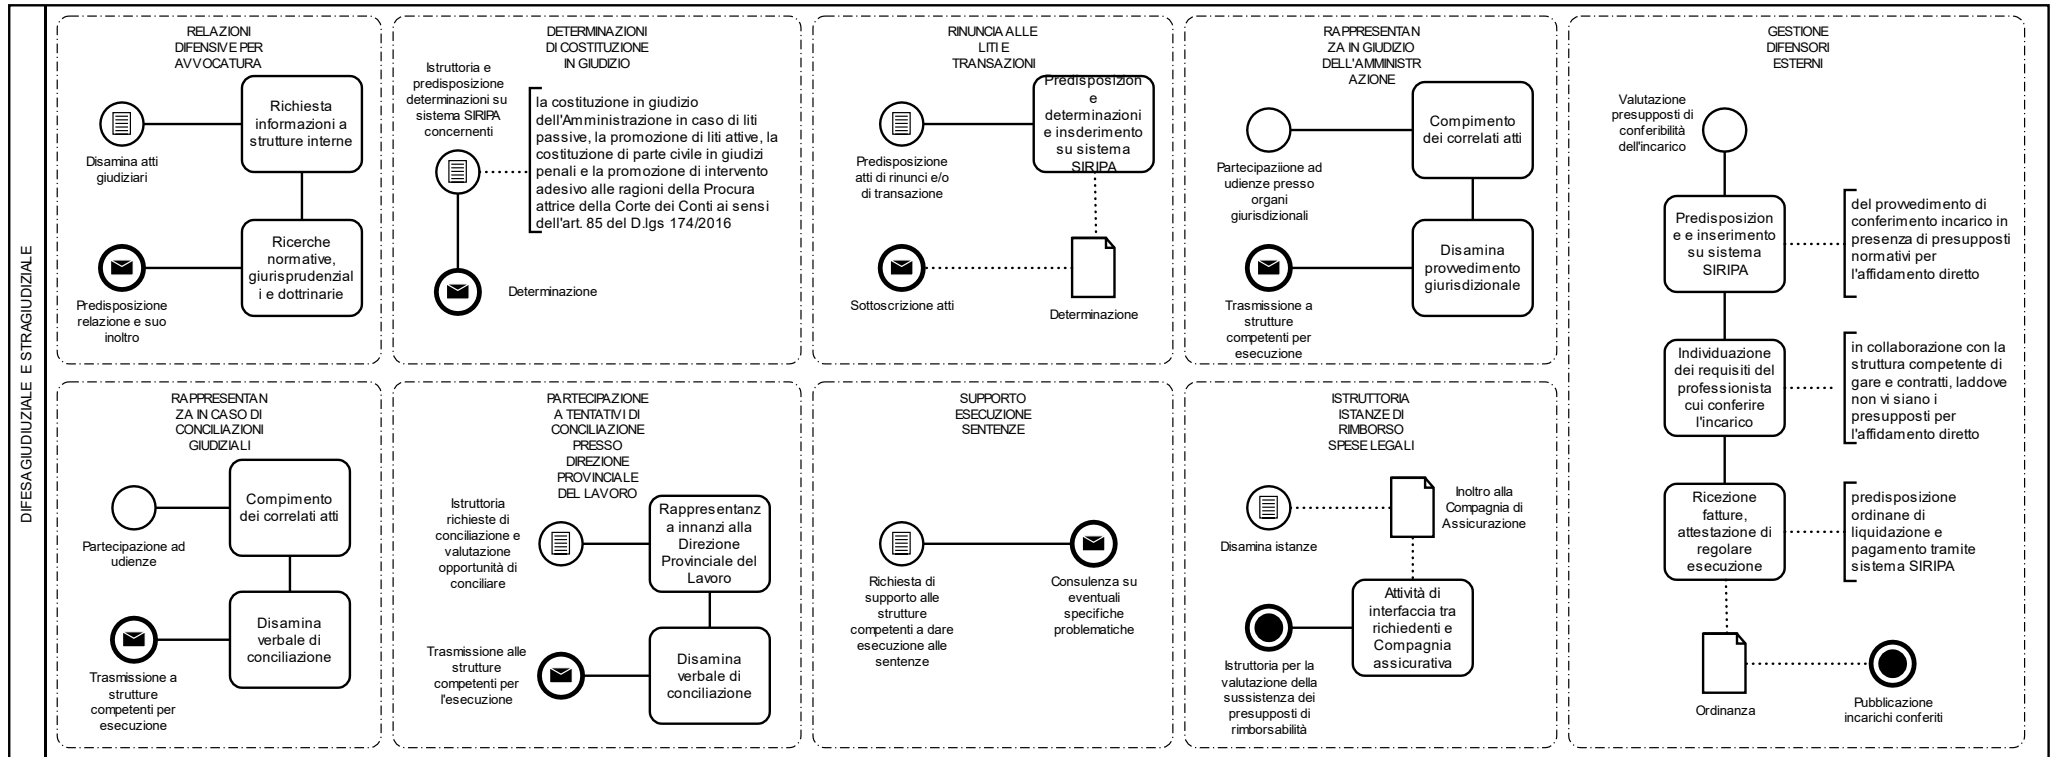 DIFESA GIUDIUZIALE E STRAGIUDIZIALE
RELAZIONI
DIFENSIVE PER
AVVOCATURA
Disamina atti
giudiziari
Richiesta
informazioni a
strutture interne
Ricerche
normative,
giurisprudenzial
i e dottrinarie
Predisposizione
relazione e suo
inoltro
DETERMINAZIONI
DI COSTITUZIONE
IN GIUDIZIO
Istruttoria e
predisposizione
determinazioni su
sistema SIRIPA
concernenti
la costituzione in giudizio
dell'Amministrazione in caso di liti
passive, la promozione di liti attive, la
costituzione di parte civile in giudizi
penali e la promozione di intervento
adesivo alle ragioni della Procura
attrice della Corte dei Conti ai sensi
dell'art. 85 del D.lgs 174/2016
Determinazione
RINUNCIA ALLE
LITI E
TRANSAZIONI
Predisposizione
atti di rinunci e/o
di transazione
Predisposizion
e
determinazioni
e insderimento
su sistema
SIRIPA
Sottoscrizione atti
Determinazione
RAPPRESENTAN
ZA IN GIUDIZIO
DELL'AMMINISTR
AZIONE
Partecipaziione ad
udienze presso
organi
giurisdizionali
Compimento
dei correlati atti
Disamina
provvedimento
giurisdizionale
Trasmissione a
strutture
competenti per
esecuzione
GESTIONE
DIFENSORI
ESTERNI
Valutazione
presupposti di
conferibilità
dell'incarico
Predisposizion
e e inserimento
su sistema
SIRIPA
del provvedimento di
conferimento incarico in
presenza di presupposti
normativi per
l'affidamento diretto
Individuazione
dei requisiti del
professionista
cui conferire
l'incarico
in collaborazione con la
struttura competente di
gare e contratti, laddove
non vi siano i
presupposti per
l'affidamento diretto
Ricezione
fatture,
attestazione di
regolare
esecuzione
predisposizione
ordinane di
liquidazione e
pagamento tramite
sistema SIRIPA
Ordinanza
Pubblicazione
incarichi conferiti
RAPPRESENTAN
ZA IN CASO DI
CONCILIAZIONI
GIUDIZIALI
Partecipazione ad
udienze
Compimento
dei correlati atti
Disamina
verbale di
conciliazione
Trasmissione a
strutture
competenti per
esecuzione
PARTECIPAZIONE
A TENTATIVI DI
CONCILIAZIONE
PRESSO
DIREZIONE
PROVINCIALE
DEL LAVORO
Istruttoria
richieste di
conciliazione e
valutazione
opportunità di
conciliare
Rappresentanz
a innanzi alla
Direzione
Provinciale del
Lavoro
Disamina
verbale di
conciliazione
Trasmissione alle
strutture
competenti per
l'esecuzione
SUPPORTO
ESECUZIONE
SENTENZE
Richiesta di
supporto alle
strutture
competenti a dare
esecuzione alle
sentenze
Consulenza su
eventuali
specifiche
problematiche
ISTRUTTORIA
ISTANZE DI
RIMBORSO
SPESE LEGALI
Disamina istanze
Inoltro alla
Compagnia di
Assicurazione
Attività di
interfaccia tra
richiedenti e
Compagnia
assicurativa
Istruttoria per la
valutazione della
sussistenza dei
presupposti di
rimborsabilità